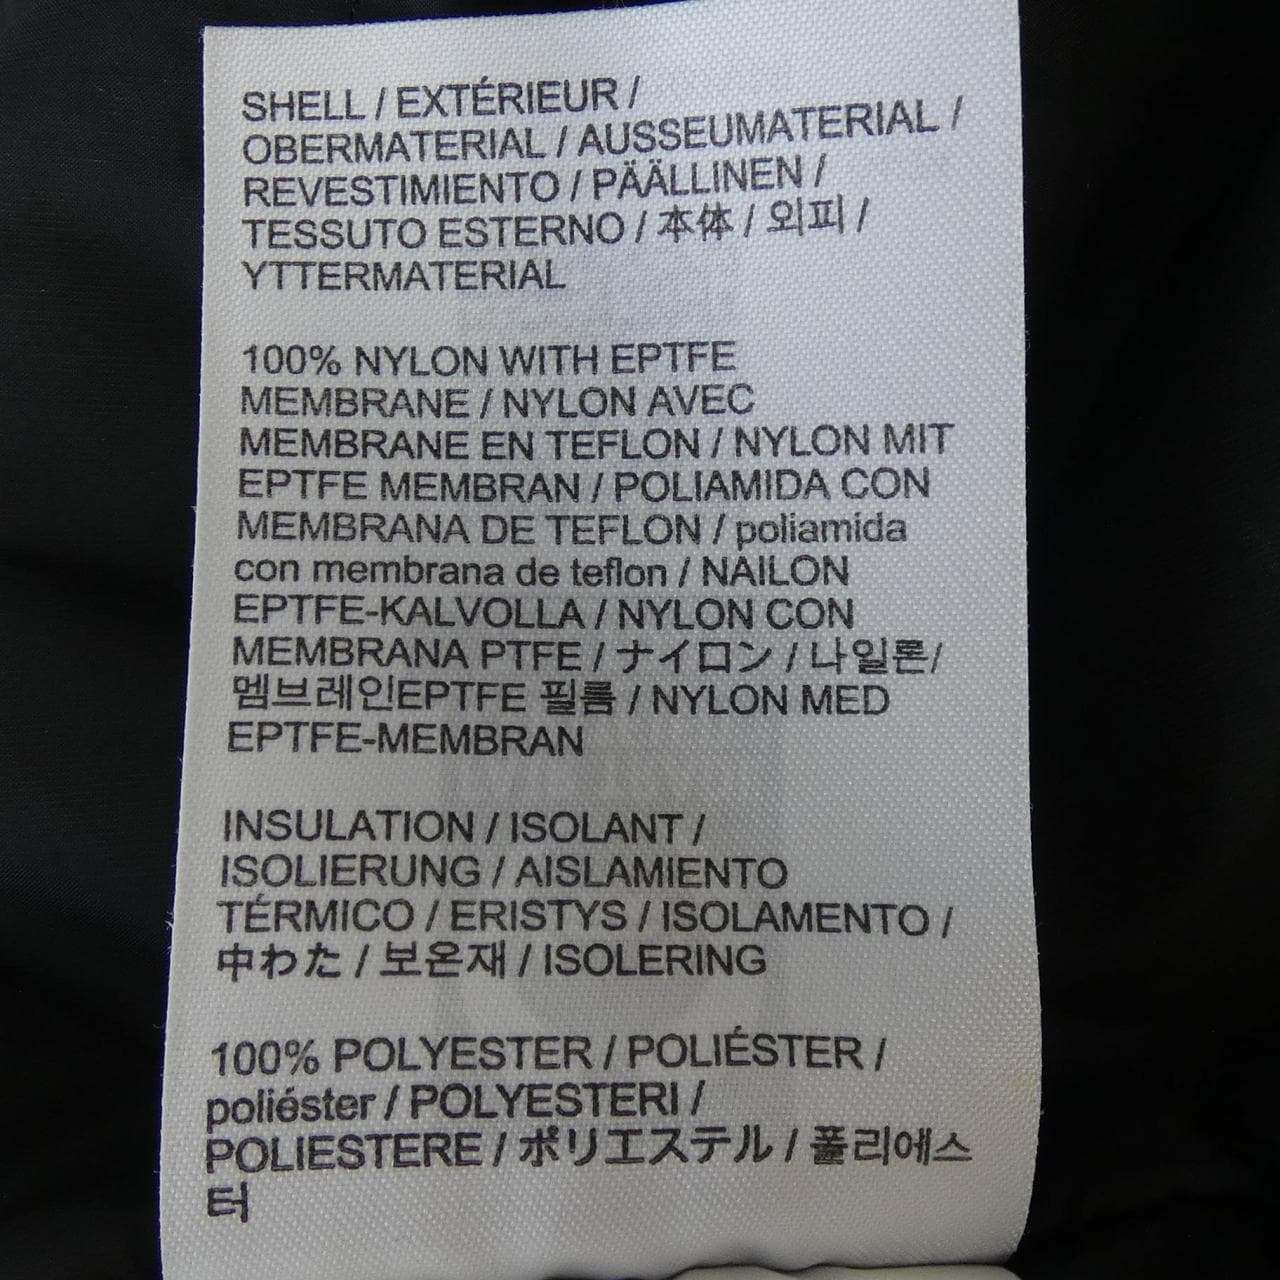 SHELL / EXTÉRIEUR /
OBERMATERIAL / AUSSEUMATERIAL /
REVESTIMIENTO / PÄÄLLINEN /
TESSUTO ESTERNO / 本体 / 외피 /
YTTERMATERIAL
100% NYLON WITH EPTFE
MEMBRANE / NYLON AVEC
MEMBRANE EN TEFLON / NYLON MIT
EPTFE MEMBRAN / POLIAMIDA CON
MEMBRANA DE TEFLON / poliamida
con membrana de teflon / NAILON
EPTFE-KALVOLLA / NYLON CON
MEMBRANA PTFE / ナイロン / 나일론/
멤브레인EPTFE 필름 / NYLON MED
EPTFE-MEMBRAN
INSULATION / ISOLANT /
ISOLIERUNG / AISLAMIENTO
TÉRMICO / ERISTYS / ISOLAMENTO /
中わた / 보온재 / ISOLERING
100% POLYESTER / POLIÉSTER /
poliéster / POLYESTERI /
POLIESTERE / ポリエステル / 폴리에스
터